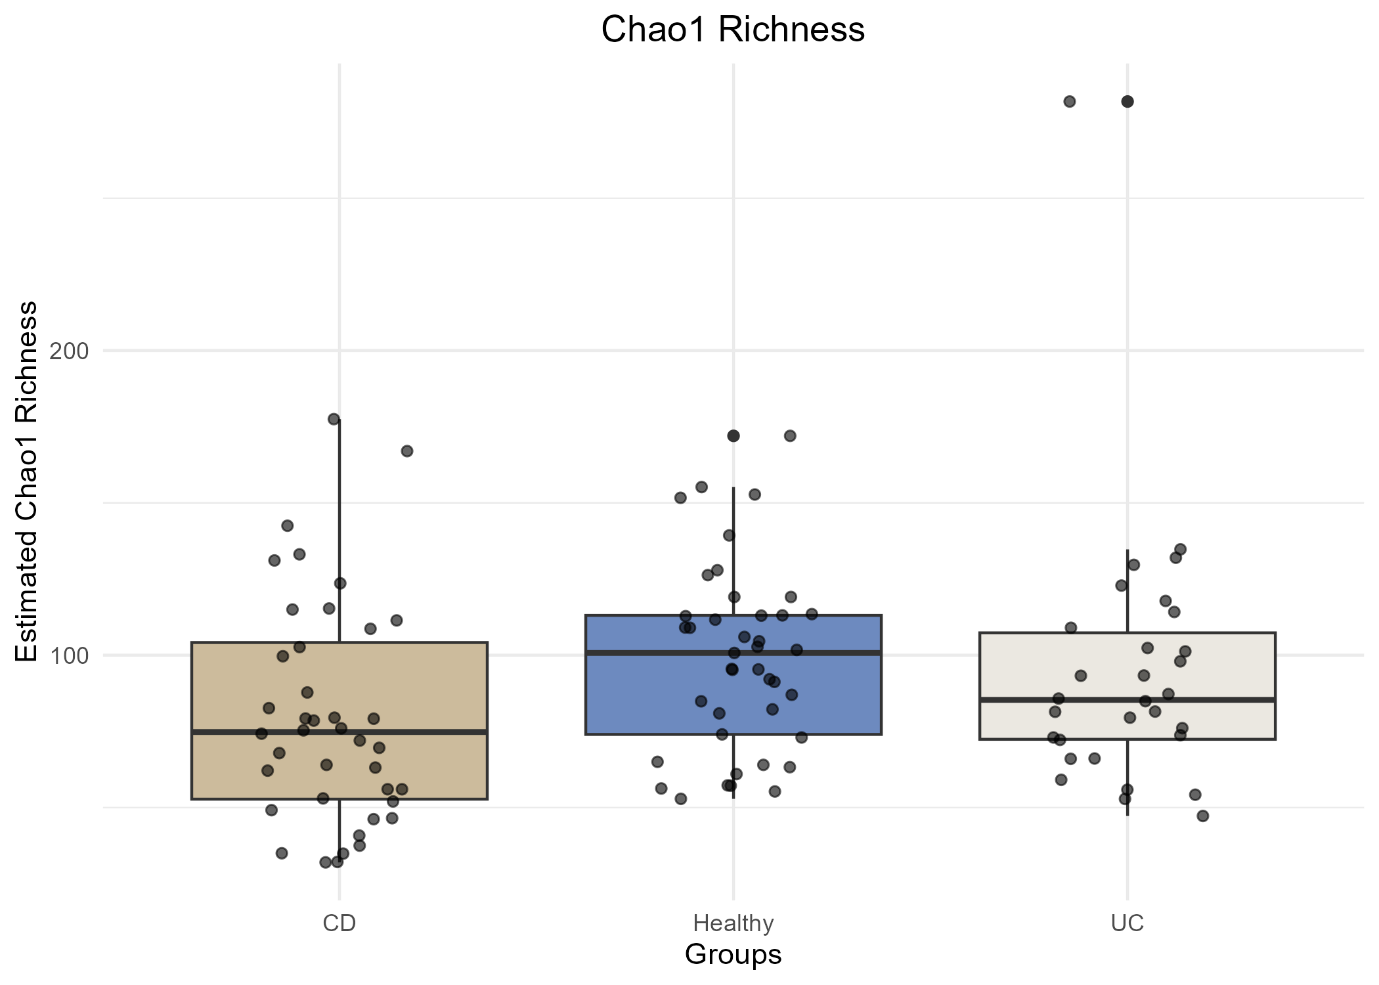 Chao1 Richness
Estimated Chao1 Richness
200
100
CD
Healthy
UC
Groups